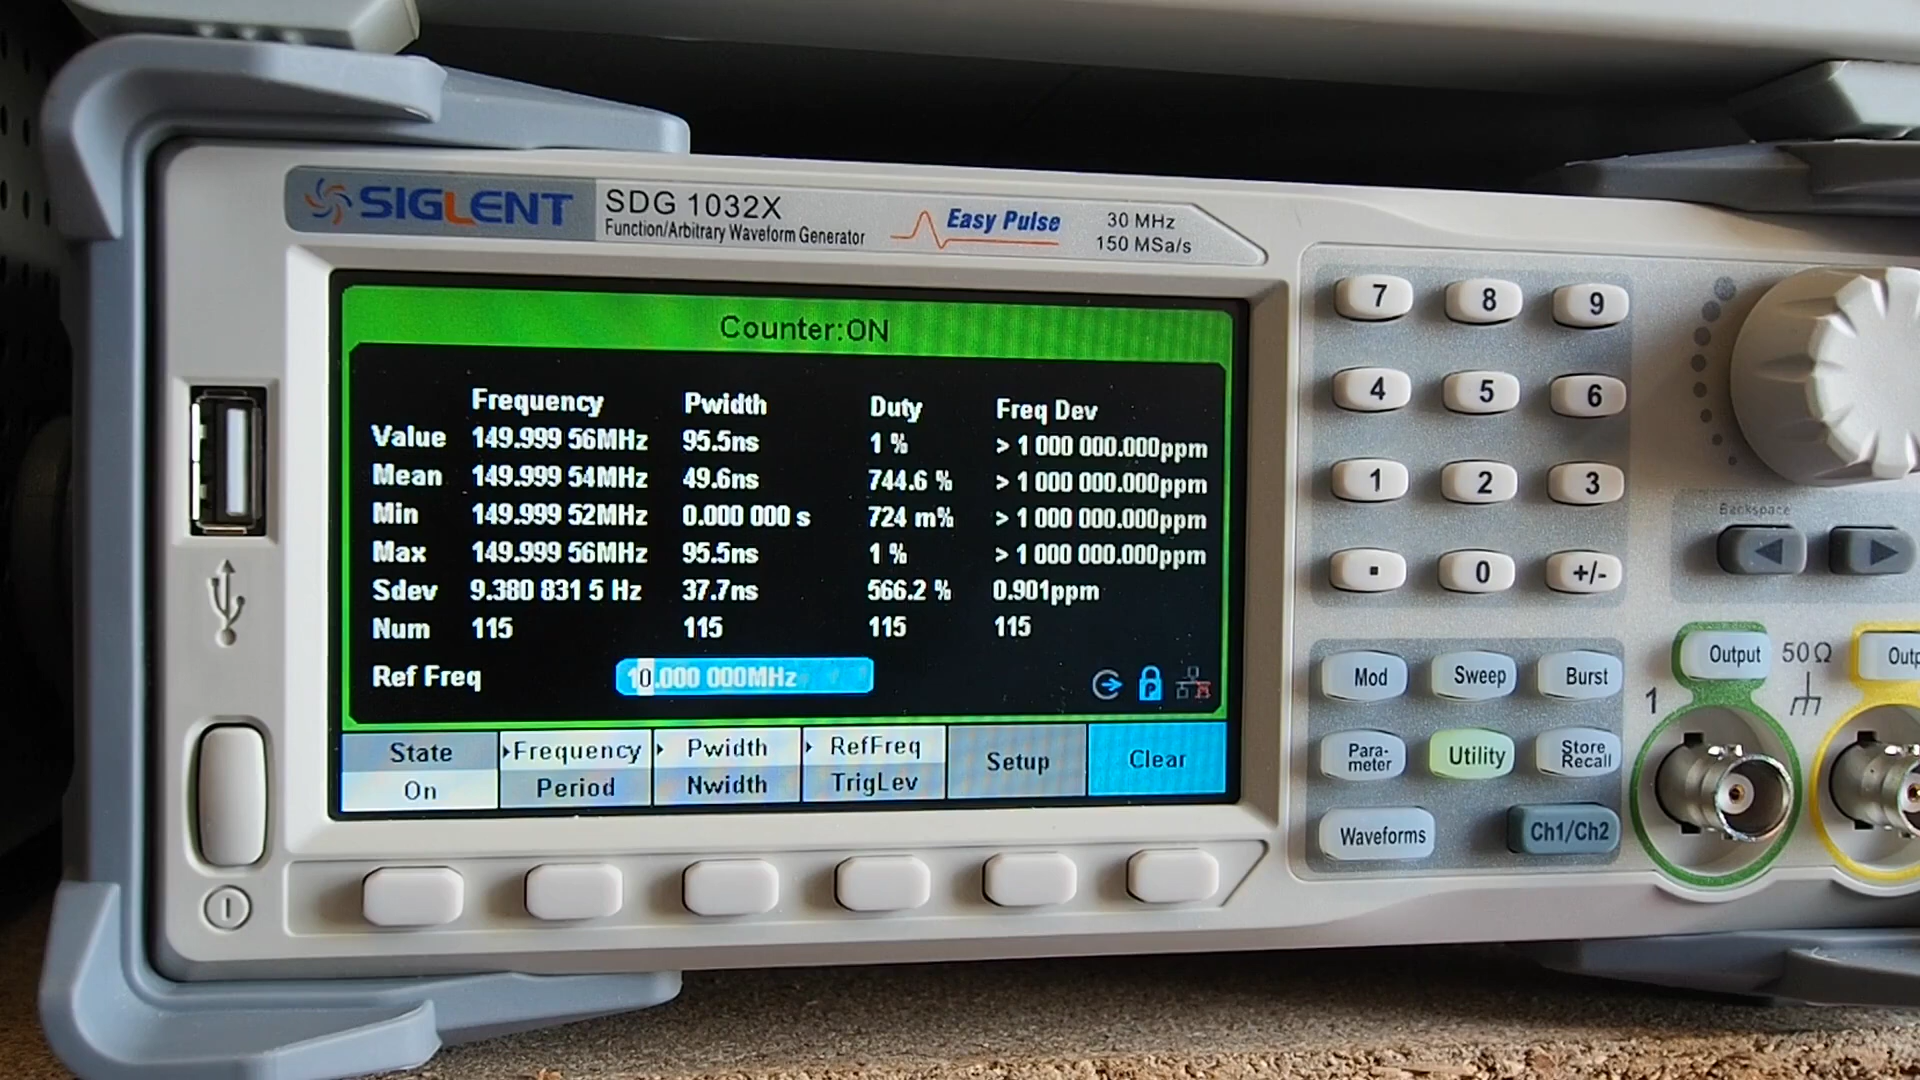 SIGLENT
SDG 1032X
Function/Arbitrary Waveform Generator
Easy Pulse
30 MHz
150 MSa/s
Counter:ON
Frequency Pwidth Duty Freq Dev
Value 149.999 56MHz 95.5ns 1 % > 1 000 000.000ppm
Mean 149.999 54MHz 49.6ns 744.6 % > 1 000 000.000ppm
Min 149.999 52MHz 0.000 000 s 724 m% > 1 000 000.000ppm
Max 149.999 56MHz 95.5ns 1 % > 1 000 000.000ppm
Sdev 9.380 831 5 Hz 37.7ns 566.2 % 0.901ppm
Num 115 115 115 115
Ref Freq 10.000 000MHz
P
State Frequency Pwidth RefFreq Setup Clear
On Period Nwidth TrigLev
7 8 9
4 5 6
1 2 3
. 0 +/-
Backspace
Mod Sweep Burst
Para-
meter
Utility
Store
Recall
Waveforms Ch1/Ch2
Output 50Ω Outp
1